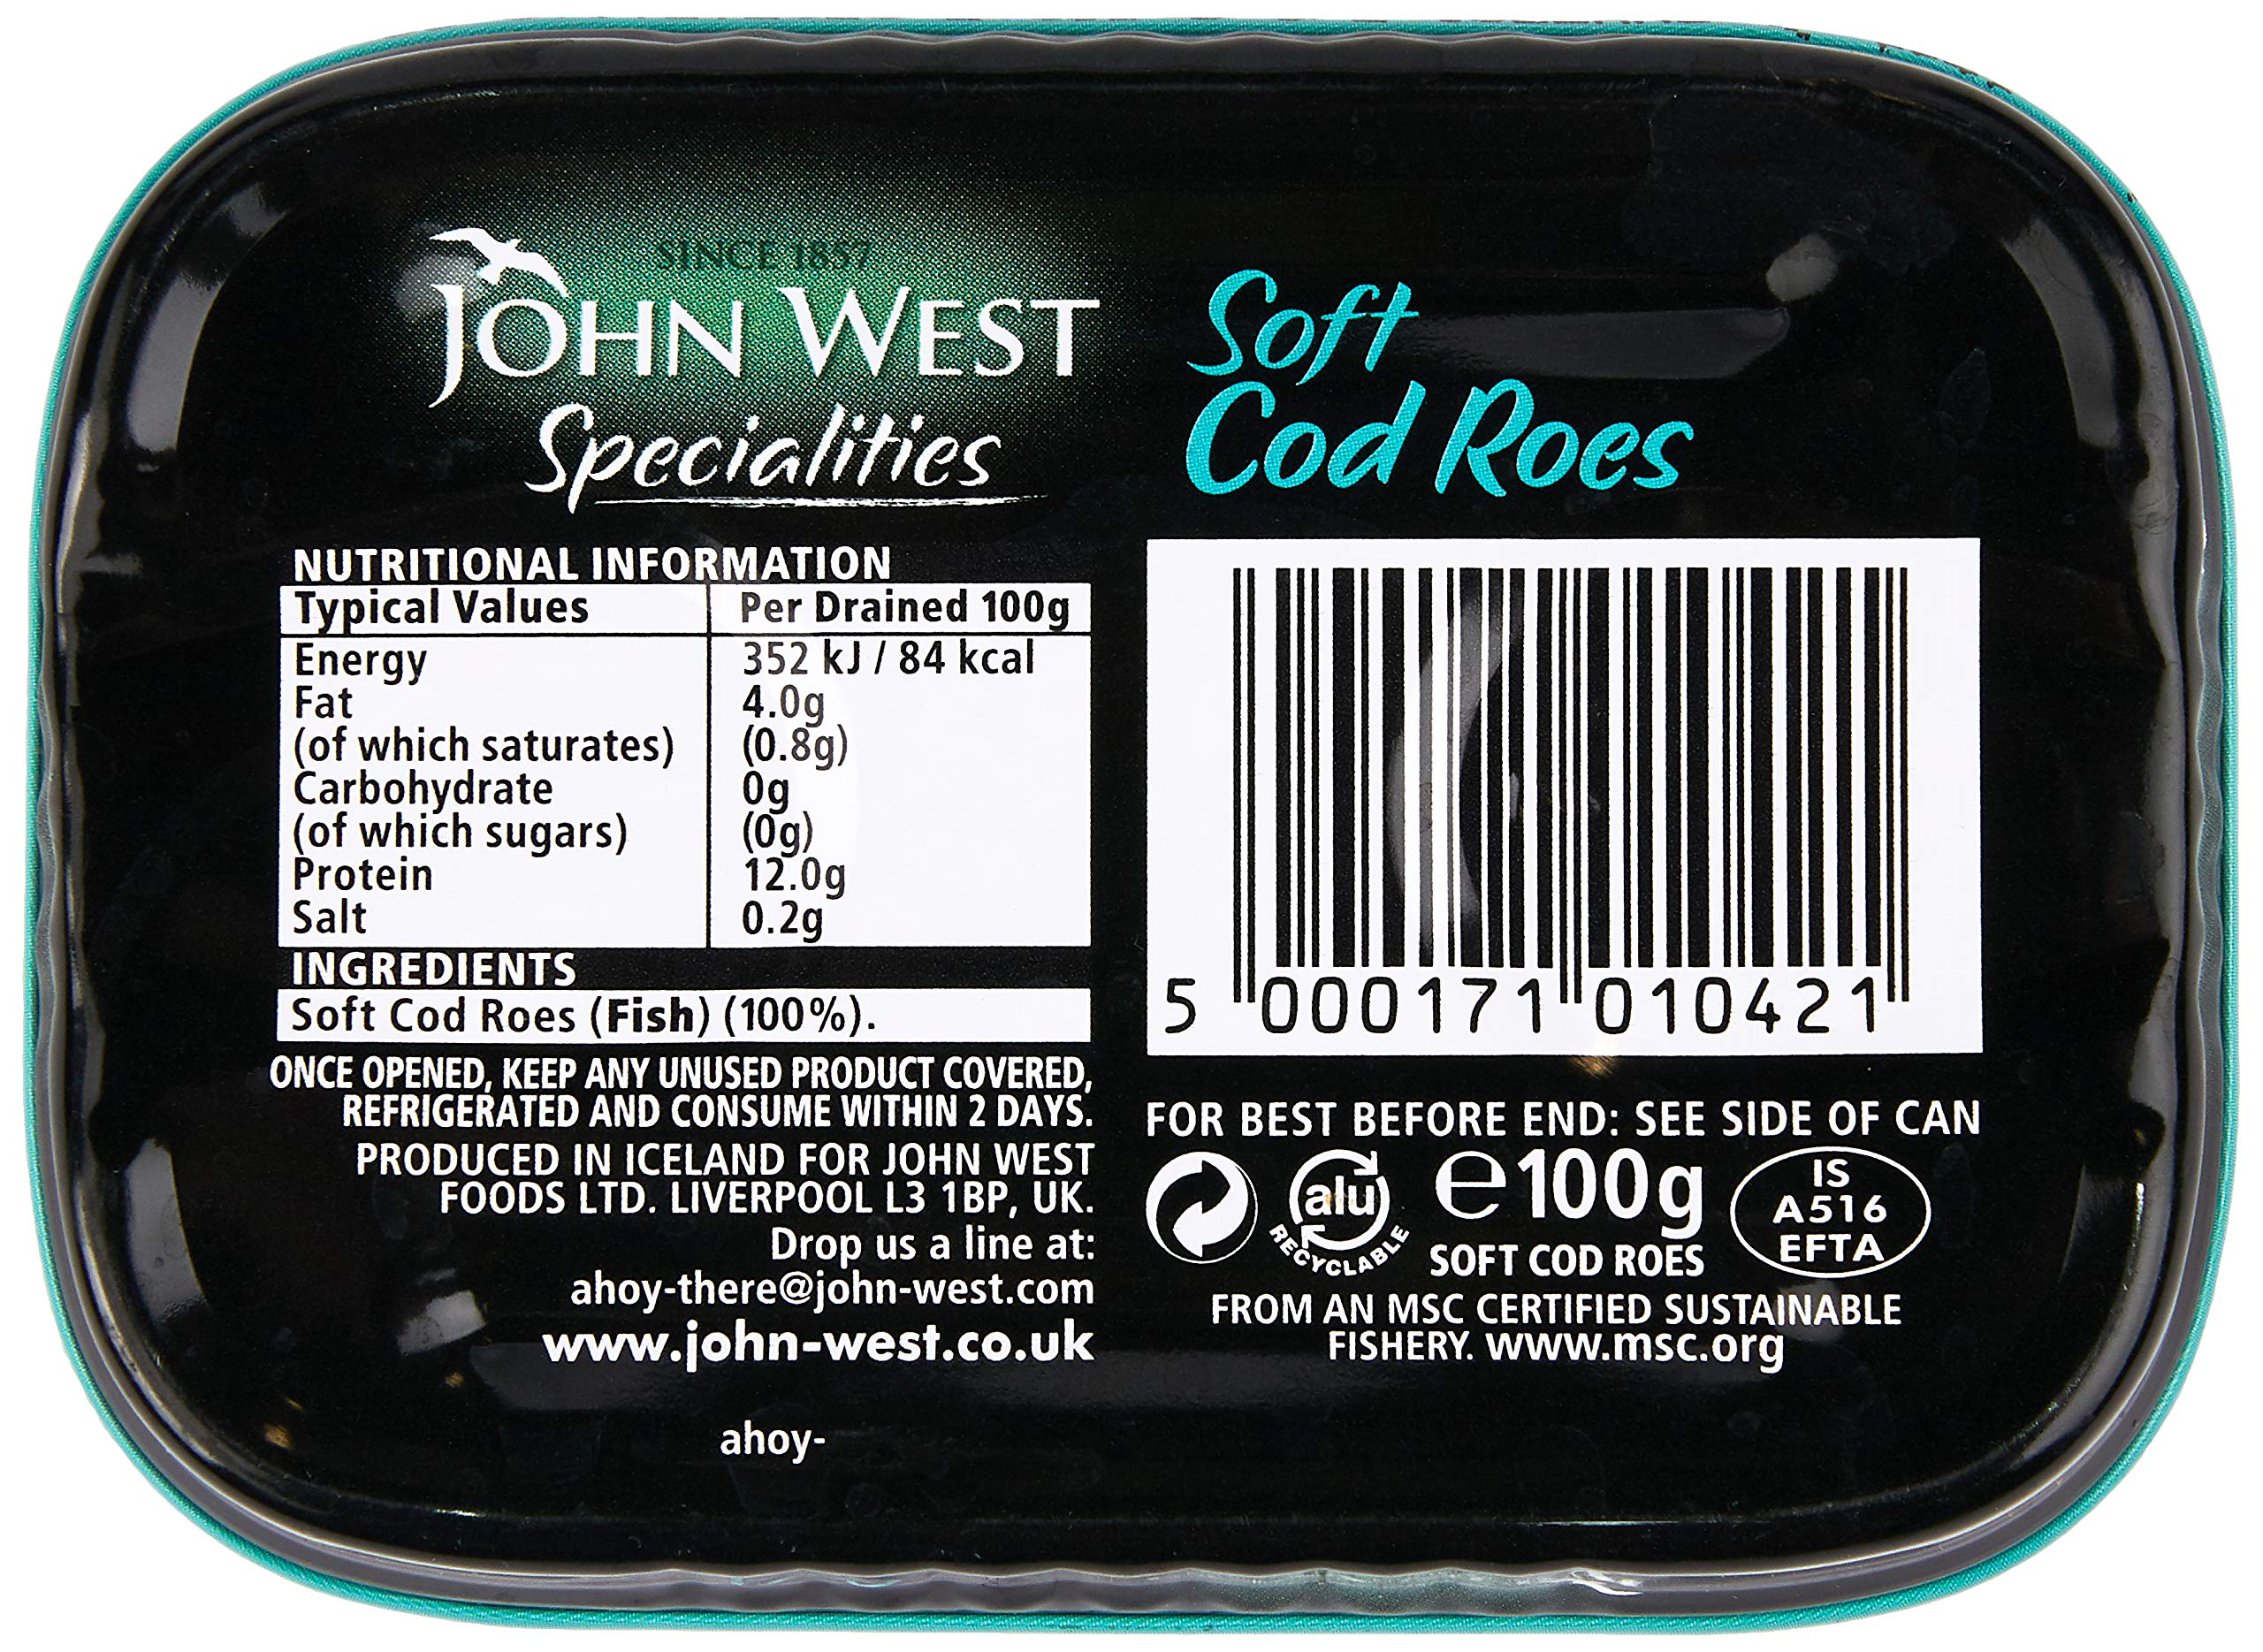 SINCE 1857
JOHN WEST
Specialities
Soft
Cod Roes
NUTRITIONAL INFORMATION
Typical Values Per Drained 100g
Energy 352 kJ / 84 kcal
Fat 4.0g
(of which saturates) (0.8g)
Carbohydrate 0g
(of which sugars) (0g)
Protein 12.0g
Salt 0.2g
INGREDIENTS
Soft Cod Roes (Fish) (100%).
ONCE OPENED, KEEP ANY UNUSED PRODUCT COVERED,
REFRIGERATED AND CONSUME WITHIN 2 DAYS.
PRODUCED IN ICELAND FOR JOHN WEST
FOODS LTD. LIVERPOOL L3 1BP, UK.
Drop us a line at:
ahoy-there@john-west.com
www.john-west.co.uk
ahoy-
5 000171 010421
FOR BEST BEFORE END: SEE SIDE OF CAN
alu
RECYCLABLE
e100g
SOFT COD ROES
IS
A516
EFTA
FROM AN MSC CERTIFIED SUSTAINABLE
FISHERY. www.msc.org